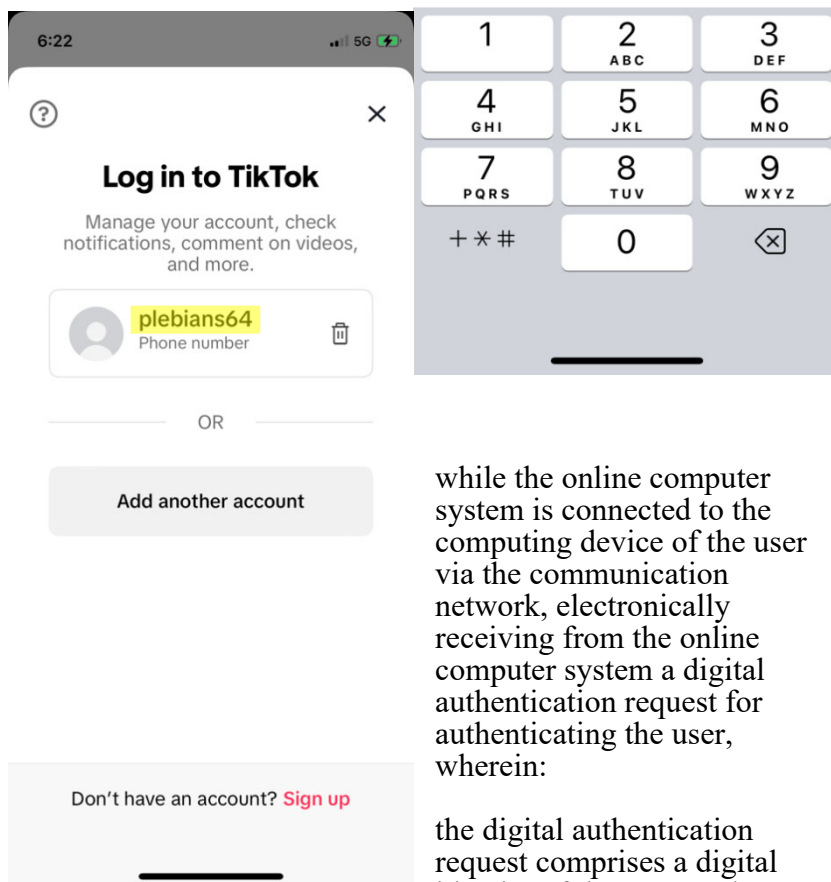 6:22
5G
?
Log in to TikTok
Manage your account, check
notifications, comment on videos,
and more.
plebians64
Phone number
OR
Add another account
Don't have an account? Sign up
1 2 3
ABC DEF
4 5 6
GHI JKL MNO
7 8 9
PQRS TUV WXYZ
+*# 0
while the online computer
system is connected to the
computing device of the user
via the communication
network, electronically
receiving from the online
computer system a digital
authentication request for
authenticating the user,
wherein:
the digital authentication
request comprises a digital